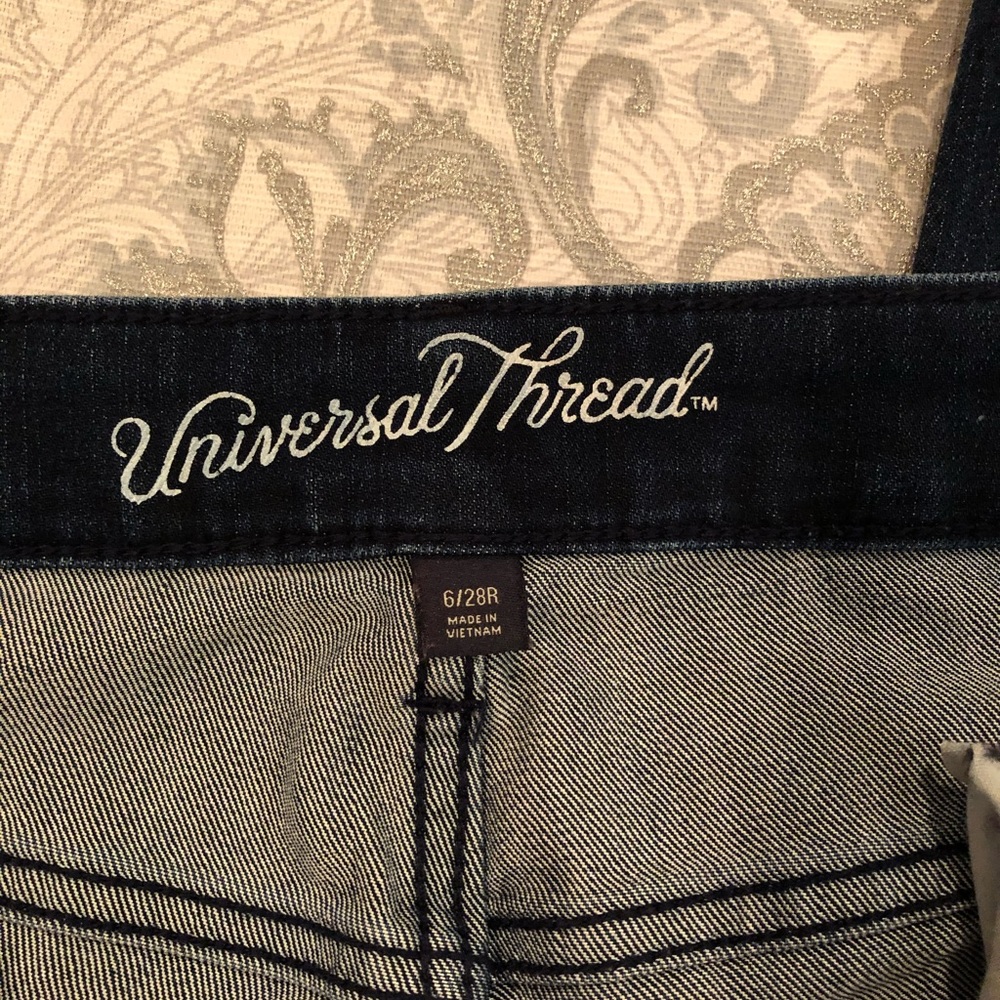 Universal Thread™
6/28R
MADE IN
VIETNAM